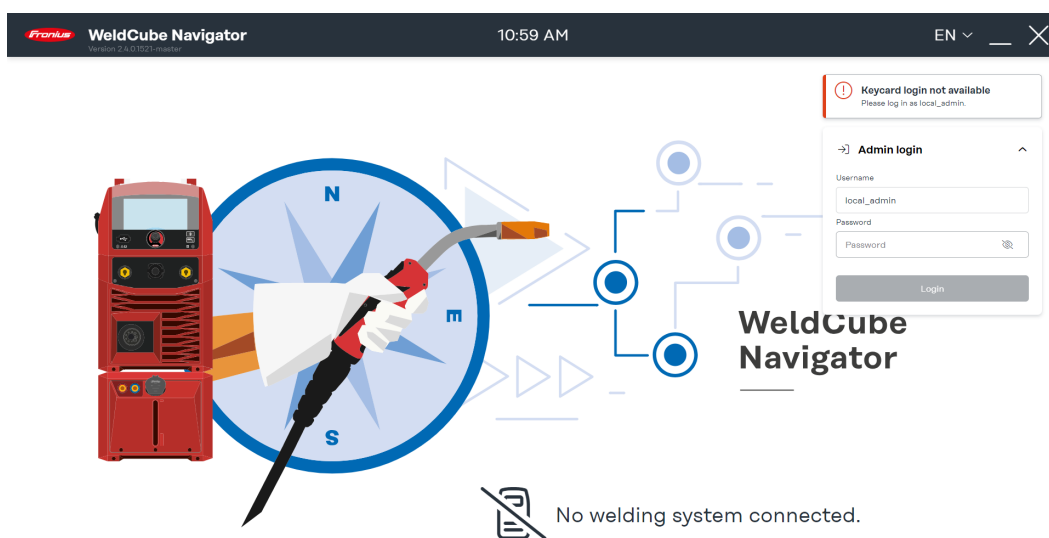 Fronius WeldCube Navigator 10:59 AM EN
Version 2.4.0.1521-master
Keycard login not available
Please log in as local_admin.
Admin login
Username
local_admin
Password
Password
Login
N
E
S
WeldCube
Navigator
No welding system connected.